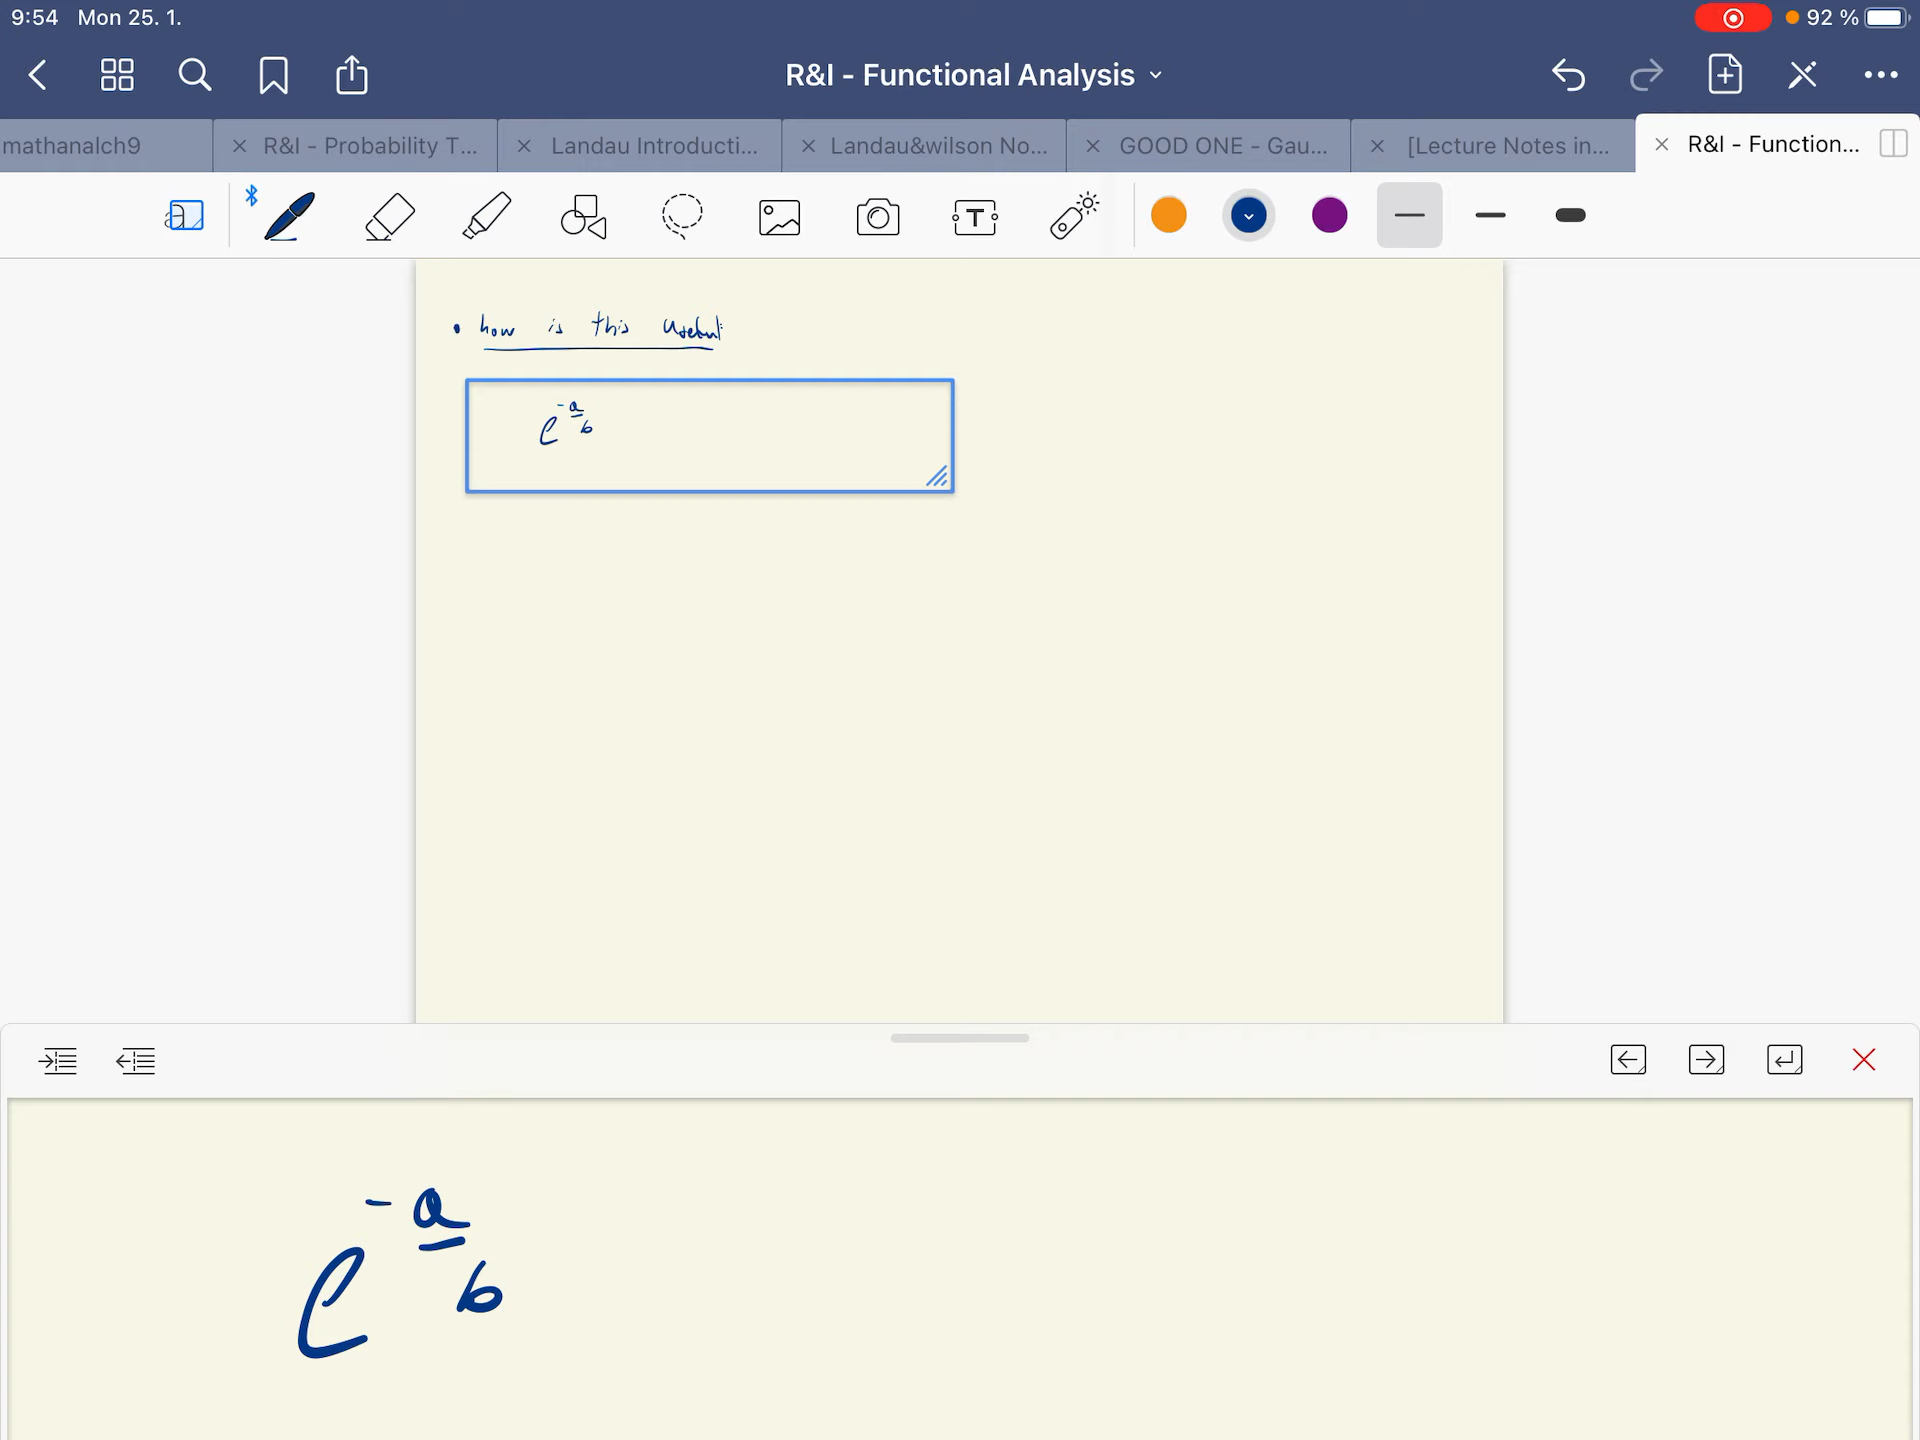 9:54 Mon 25. 1. 92 %
R&I - Functional Analysis
mathanalch9 R&I - Probability T... Landau Introducti... Landau&wilson No... GOOD ONE - Gau... [Lecture Notes in... R&I - Function...
T
• how is this useful:
e^{-a/b}
e^{-a/b}